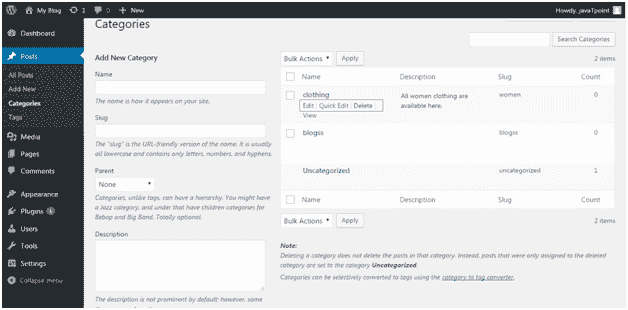 My Blog 2 0 + New Howdy, javaTpoint
Dashboard
Posts
All Posts
Add New
Categories
Tags
Media
Pages
Comments
Appearance
Plugins
Users
Tools
Settings
Collapse menu
Categories
Search Categories
Add New Category
Name
The name is how it appears on your site.
Slug
The "slug" is the URL-friendly version of the name. It is usually
all lowercase and contains only letters, numbers, and hyphens.
Parent
None
Categories, unlike tags, can have a hierarchy. You might have
a Jazz category, and under that have children categories for
Bebop and Big Band. Totally optional.
Description
The description is not prominent by default; however, some
Bulk Actions Apply 2 items
Name Description Slug Count
clothing All women clothing are available here. women 0
Edit | Quick Edit | Delete |
View
blogss blogss 0
Uncategorized uncategorized 1
Name Description Slug Count
Bulk Actions Apply 2 items
Note:
Deleting a category does not delete the posts in that category. Instead, posts that were only assigned to the deleted
category are set to the category Uncategorized.
Categories can be selectively converted to tags using the category to tag converter.